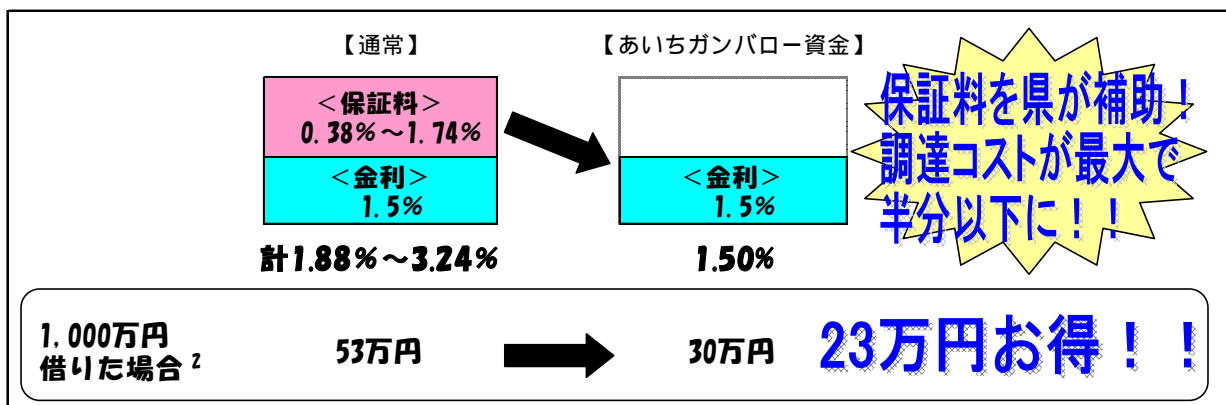 【通常】
【あいちガンバロー資金】
＜保証料＞
0.38%～1.74%
＜金利＞
1.5%
計1.88%～3.24%
＜金利＞
1.5%
1.50%
保証料を県が補助！
調達コストが最大で
半分以下に！！
1,000万円
借りた場合2
53万円
30万円
23万円お得！！